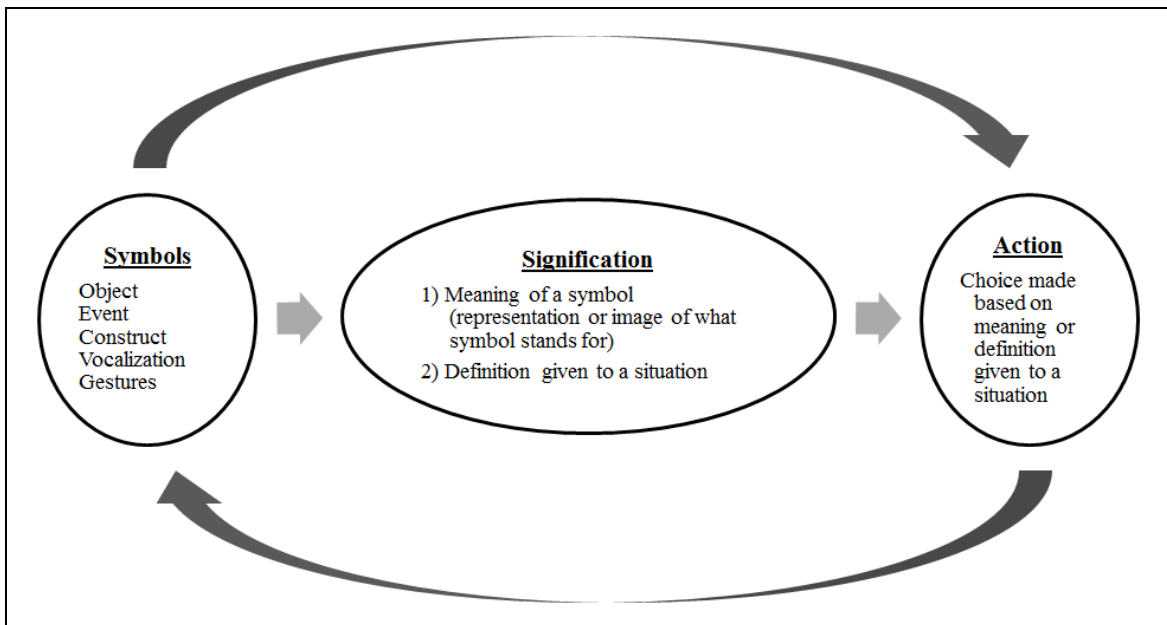 Symbols
Object
Event
Construct
Vocalization
Gestures
Signification
1) Meaning of a symbol
(representation or image of what
symbol stands for)
2) Definition given to a situation
Action
Choice made
based on
meaning or
definition
given to a
situation